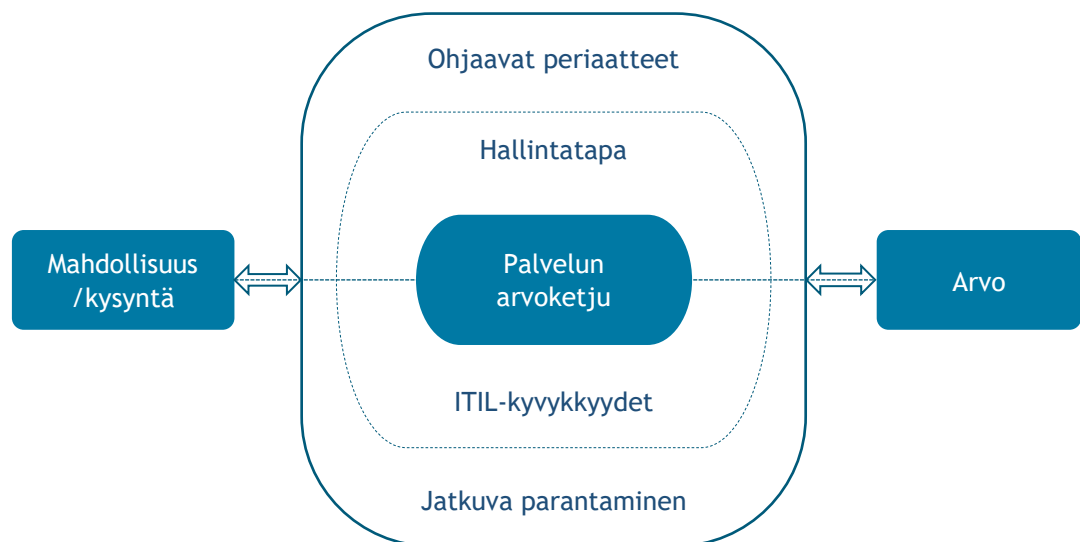 Ohjaavat periaatteet
Hallintatapa
Mahdollisuus
/kysyntä
Palvelun
arvoketju
Arvo
ITIL-kyvykkyydet
Jatkuva parantaminen